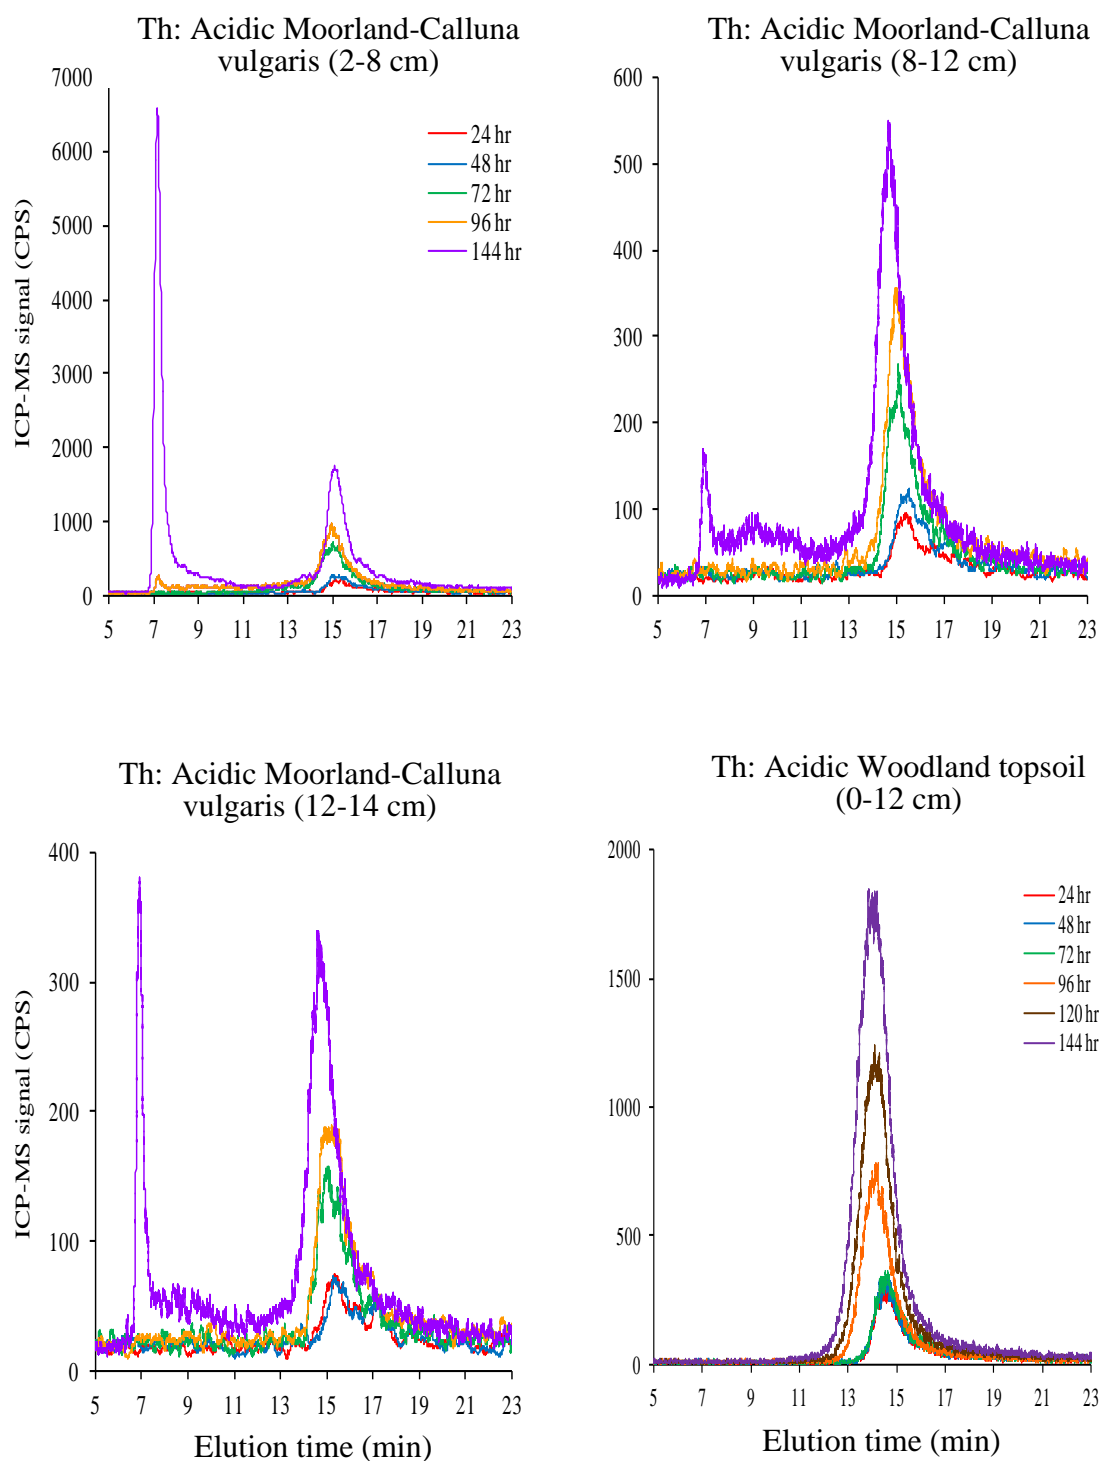 Th: Acidic Moorland-Calluna
vulgaris (2-8 cm)
7000
6000
5000
4000
3000
2000
1000
0
ICP-MS signal (CPS)
24 hr
48 hr
72 hr
96 hr
144 hr
5 7 9 11 13 15 17 19 21 23
Th: Acidic Moorland-Calluna
vulgaris (8-12 cm)
600
500
400
300
200
100
0
5 7 9 11 13 15 17 19 21 23
Th: Acidic Moorland-Calluna
vulgaris (12-14 cm)
400
300
200
100
0
ICP-MS signal (CPS)
5 7 9 11 13 15 17 19 21 23
Elution time (min)
Th: Acidic Woodland topsoil
(0-12 cm)
2000
1500
1000
500
0
24 hr
48 hr
72 hr
96 hr
120 hr
144 hr
5 7 9 11 13 15 17 19 21 23
Elution time (min)